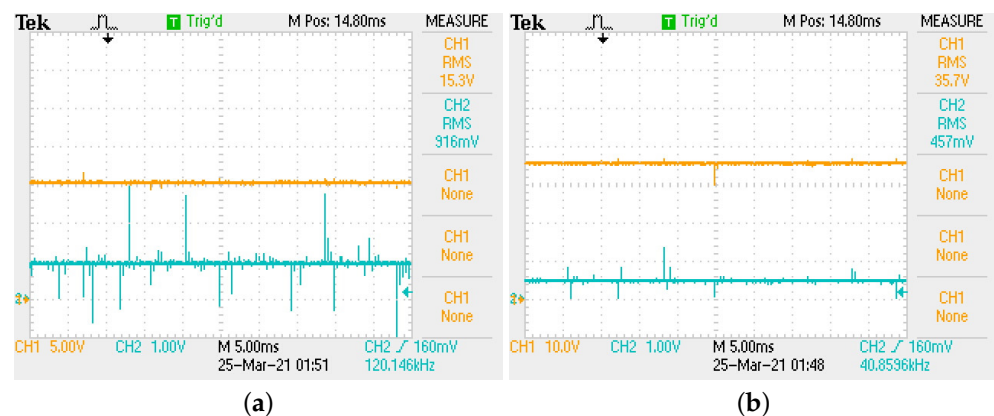 Tek T Trig'd M Pos: 14.80ms MEASURE
CH1
RMS
15.3V
CH2
RMS
916mV
CH1
None
CH1
None
CH1
None
2
CH1 5.00V CH2 1.00V M 5.00ms CH2 160mV
25-Mar-21 01:51 120.146kHz
(a)
Tek T Trig'd M Pos: 14.80ms MEASURE
CH1
RMS
35.7V
CH2
RMS
457mV
CH1
None
CH1
None
CH1
None
2
CH1 10.0V CH2 1.00V M 5.00ms CH2 160mV
25-Mar-21 01:48 40.8596kHz
(b)